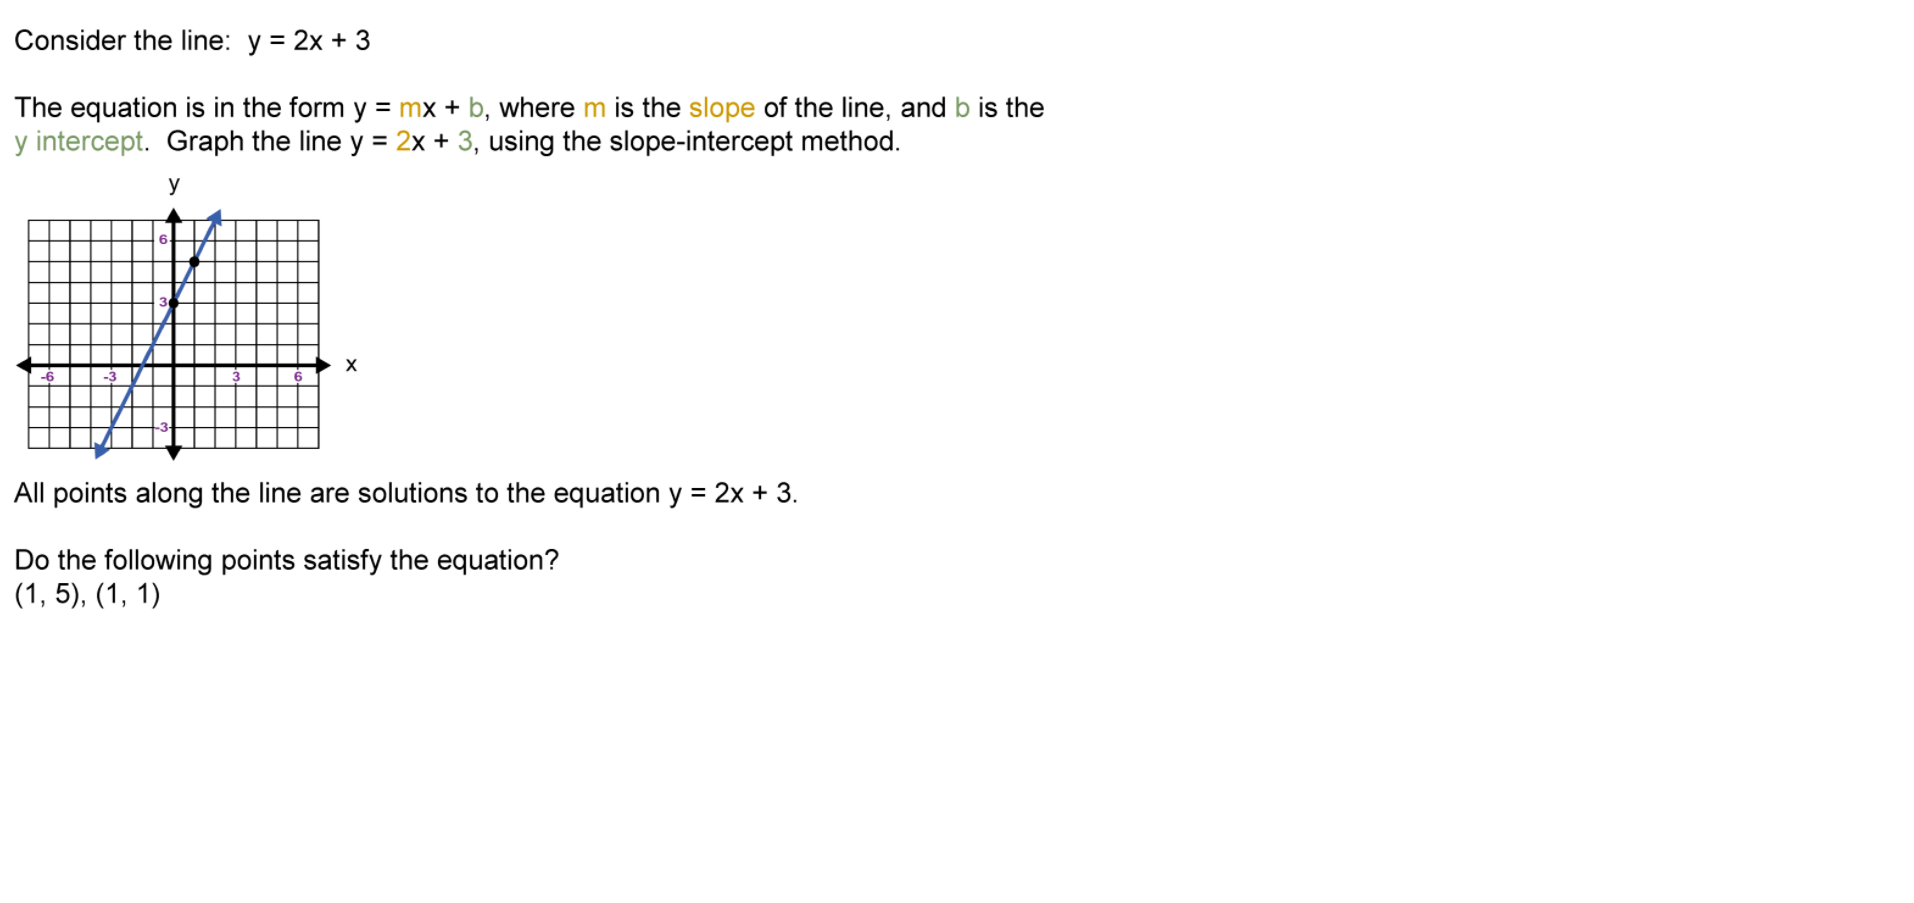 Consider the line:  y = 2x + 3
The equation is in the form y = mx + b, where m is the slope of the line, and b is the
y intercept.  Graph the line y = 2x + 3, using the slope-intercept method.
y
6
3
x
-6 -3 3 6
-3
All points along the line are solutions to the equation y = 2x + 3.
Do the following points satisfy the equation?
(1, 5), (1, 1)